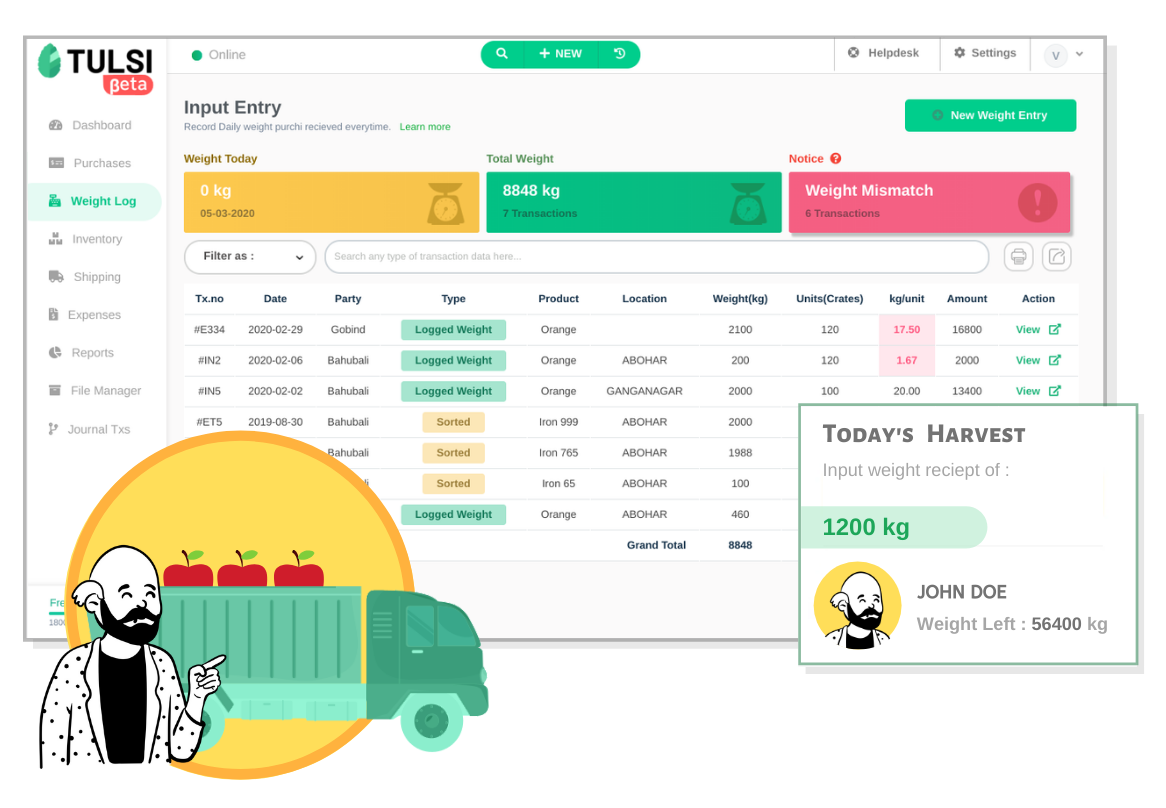 TULSI
βeta
Online
NEW
Helpdesk
Settings
V
Dashboard
Purchases
Weight Log
Inventory
Shipping
Expenses
Reports
File Manager
Journal Txs
Input Entry
Record Daily weight purchi recieved everytime. Learn more
New Weight Entry
Weight Today
0 kg
05-03-2020
Total Weight
8848 kg
7 Transactions
Notice
Weight Mismatch
6 Transactions
Filter as :
Search any type of transaction data here...
Tx.no Date Party Type Product Location Weight(kg) Units(Crates) kg/unit Amount Action
#E334 2020-02-29 Gobind Logged Weight Orange 2100 120 17.50 16800 View
#IN2 2020-02-06 Bahubali Logged Weight Orange ABOHAR 200 120 1.67 2000 View
#IN5 2020-02-02 Bahubali Logged Weight Orange GANGANAGAR 2000 100 20.00 13400 View
#ET5 2019-08-30 Bahubali Sorted Iron 999 ABOHAR 2000
Bahubali Sorted Iron 765 ABOHAR 1988
Sorted Iron 65 ABOHAR 100
Logged Weight Orange ABOHAR 460
Grand Total 8848
Today's Harvest
Input weight reciept of :
1200 kg
JOHN DOE
Weight Left : 56400 kg